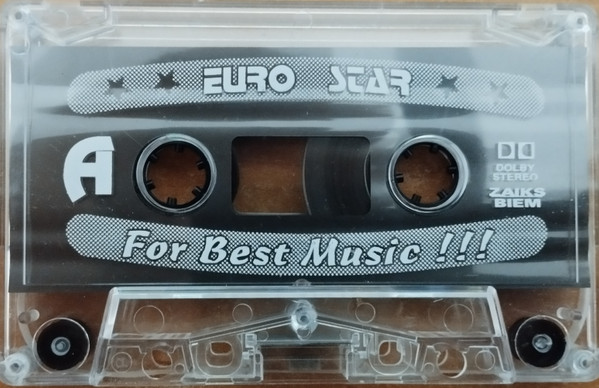 EURO STAR
A
DOLBY
STEREO
ZAIKS
BIEM
For Best Music !!!